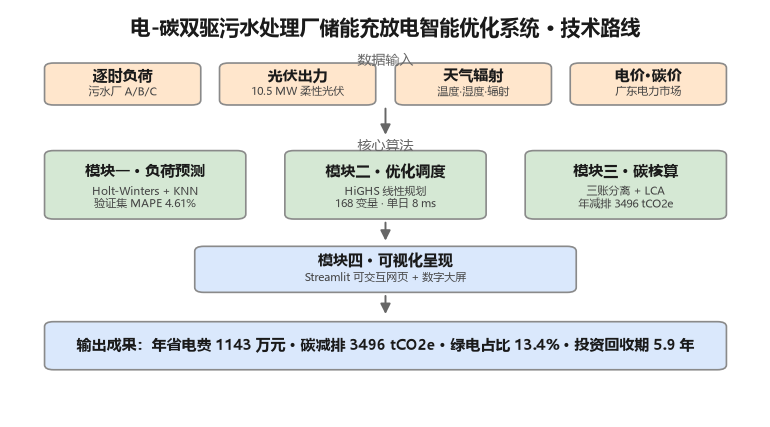 电-碳双驱污水处理厂储能充放电智能优化系统·技术路线
数据输入
逐时负荷
污水厂 A/B/C
光伏出力
10.5 MW 柔性光伏
天气辐射
温度·湿度·辐射
电价·碳价
广东电力市场
核心算法
模块一·负荷预测
Holt-Winters + KNN
验证集 MAPE 4.61%
模块二·优化调度
HiGHS 线性规划
168 变量 · 单日 8 ms
模块三·碳核算
三账分离 + LCA
年减排 3496 tCO2e
模块四·可视化呈现
Streamlit 可交互网页 + 数字大屏
输出成果：年省电费 1143 万元·碳减排 3496 tCO2e·绿电占比 13.4%·投资回收期 5.9 年